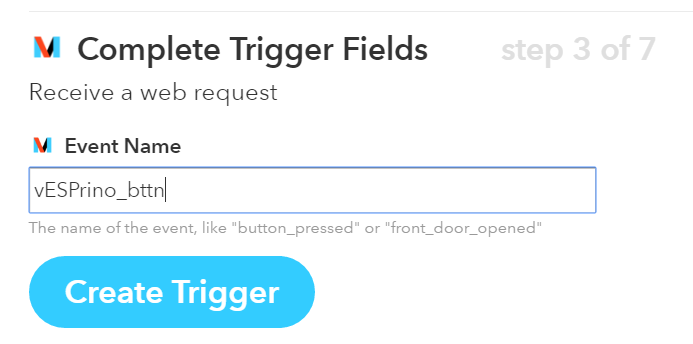 Complete Trigger Fields step 3 of 7
Receive a web request
Event Name
vESPrino_bttn
The name of the event, like "button_pressed" or "front_door_opened"
Create Trigger